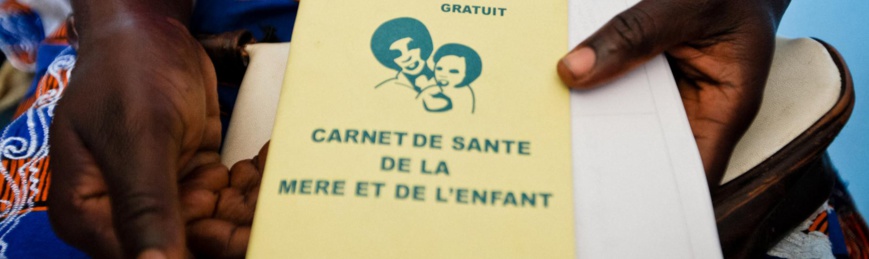 GRATUIT
CARNET DE SANTE
DE LA
MERE ET DE L'ENFANT